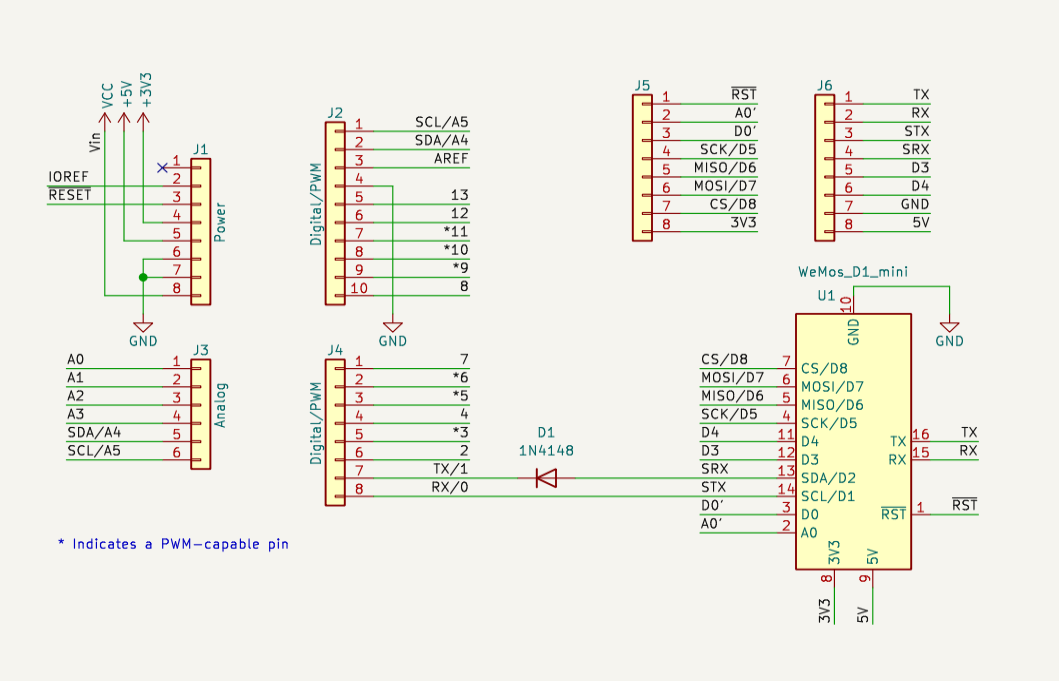 J1
VCC
+5V
+3V3
Vin
IOREF
RESET
1
2
3
4
5
6
7
8
Power
GND
J2
Digital/PWM
1 SCL/A5
2 SDA/A4
3 AREF
4
5 13
6 12
7 *11
8 *10
9 *9
10 8
GND
J5
1 RST
2 A0'
3 D0'
4 SCK/D5
5 MISO/D6
6 MOSI/D7
7 CS/D8
8 3V3
J6
1 TX
2 RX
3 STX
4 SRX
5 D3
6 D4
7 GND
8 5V
J3
A0 1
A1 2
A2 3
A3 4
SDA/A4 5
SCL/A5 6
Analog
J4
Digital/PWM
1 7
2 *6
3 *5
4 4
5 *3
6 2
7 TX/1
8 RX/0
D1
1N4148
WeMos_D1_mini
U1
10
GND
GND
CS/D8 7 CS/D8
MOSI/D7 6 MOSI/D7
MISO/D6 5 MISO/D6
SCK/D5 4 SCK/D5
D4 11 D4
D3 12 D3
SRX 13 SDA/D2
STX 14 SCL/D1
D0' 3 D0
A0' 2 A0
TX 16 TX
RX 15 RX
RST 1 RST
3V3 8 3V3
5V 9 5V
* Indicates a PWM-capable pin